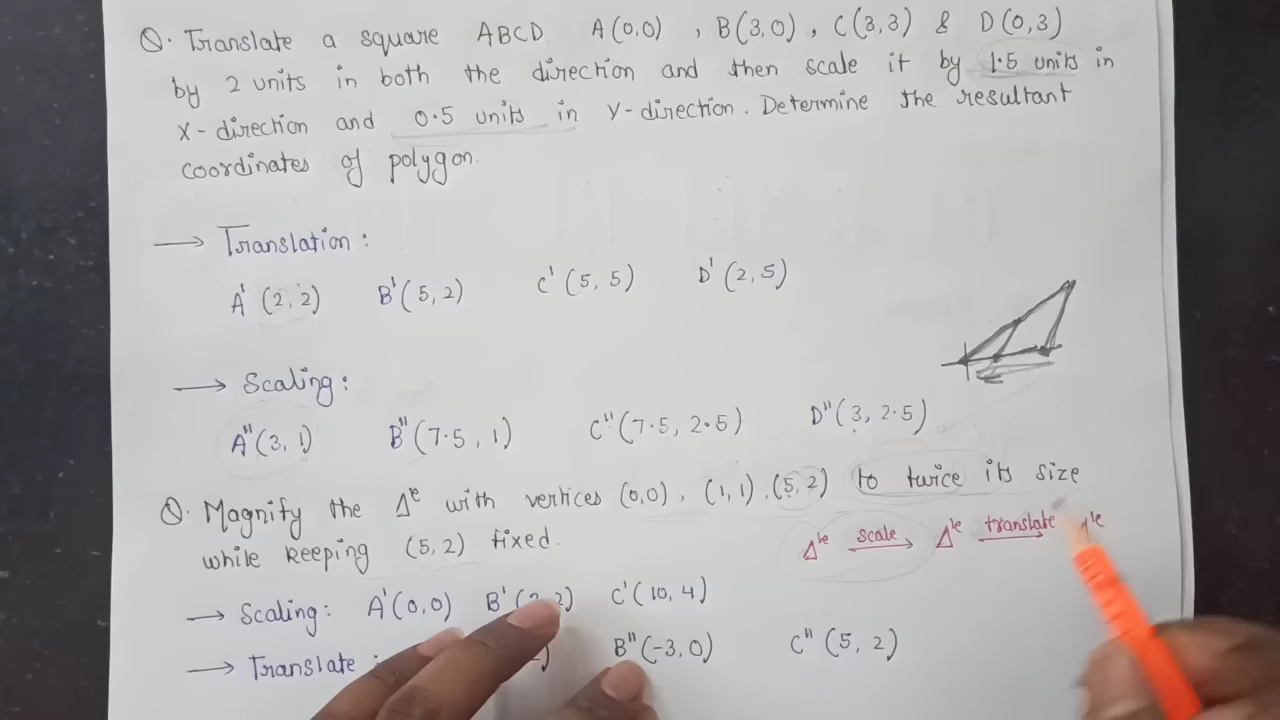 Q. Translate a square ABCD A(0,0) , B(3,0) , C(3,3) & D(0,3)
by 2 units in both the direction and then scale it by 1.5 units in
X-direction and 0.5 units in Y-direction. Determine the resultant
coordinates of polygon.
→ Translation :
A' (2, 2) B'(5, 2) C' (5, 5) D' (2, 5)
→ Scaling :
A"(3, 1) B"(7.5 , 1) C"(7.5, 2.5) D"(3, 2.5)
Q. Magnify the Δle with vertices (0,0) , (1,1) , (5, 2) to twice its size
while keeping (5, 2) fixed.
Δle scale → Δle translate → Δle
→ Scaling : A'(0,0) B'(2,2) C'(10, 4)
→ Translate : B"(-3, 0) C" (5, 2)